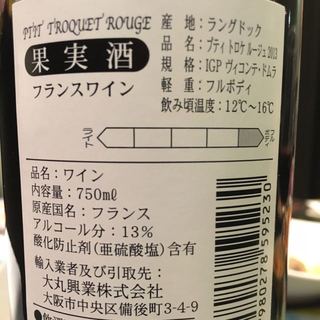 PTIT TROQUET ROUGE
果実酒
フランスワイン
産地：ラングドック
品名：プティトロケ ルージュ 2013
規格：IGP ヴィコンテ・ドムラ
軽重：フルボディ
飲み頃温度：12℃〜16℃
ライト
フルボディ
品名：ワイン
内容量：750mℓ
原産国名：フランス
アルコール分：13%
酸化防止剤(亜硫酸塩)含有
輸入業者及び引取先：
大丸興業株式会社
大阪市中央区備後町3-4-9
4980278595230